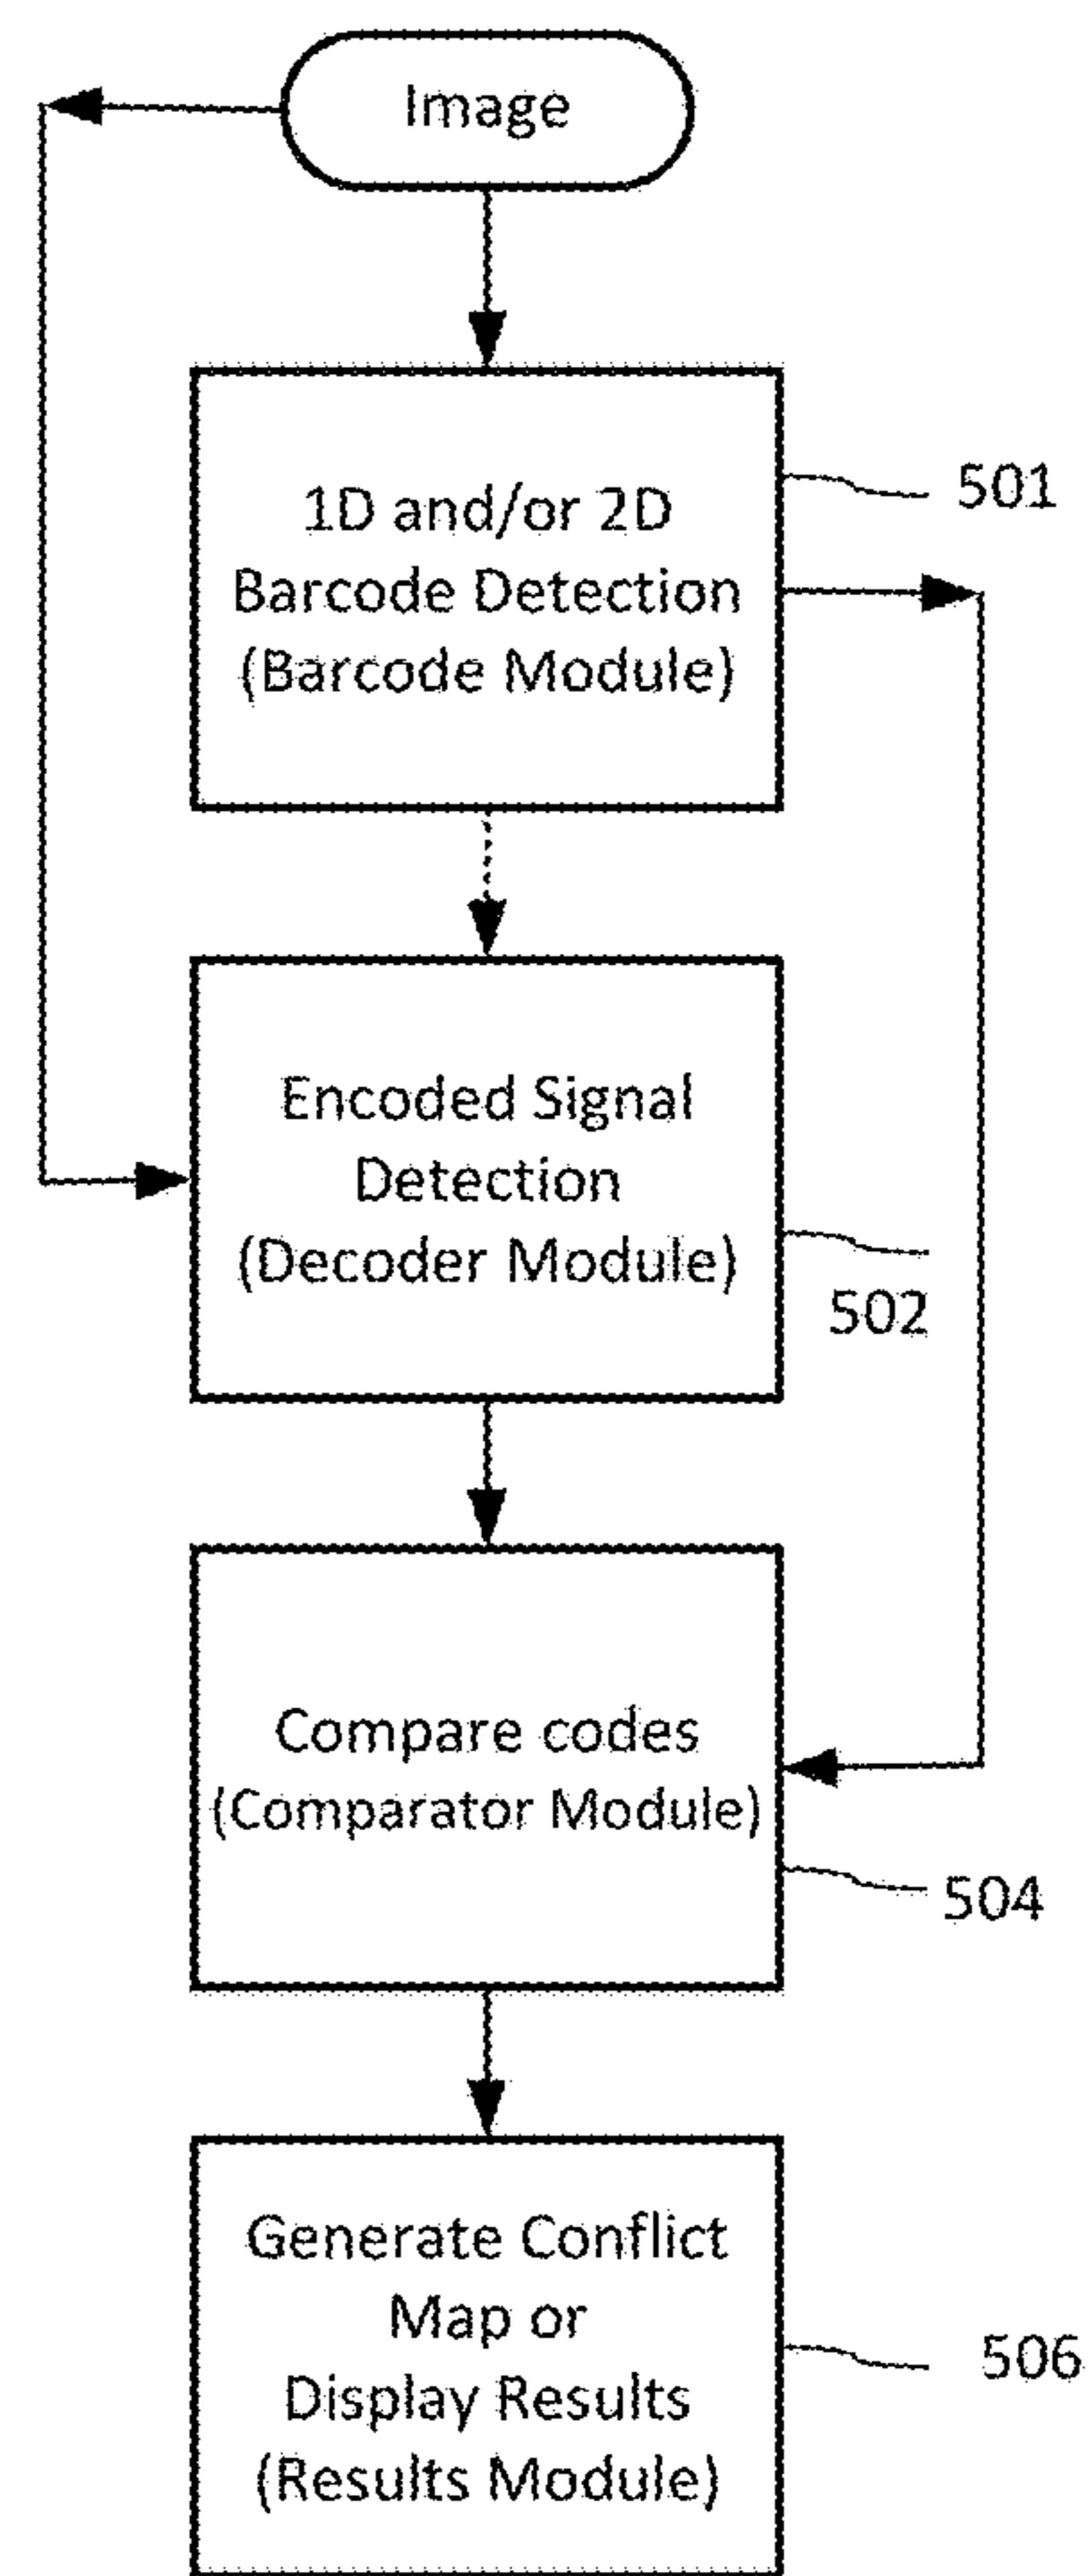 Image
1D and/or 2D
Barcode Detection
(Barcode Module)
501
Encoded Signal
Detection
(Decoder Module)
502
Compare codes
(Comparator Module)
504
Generate Conflict
Map or
Display Results
(Results Module)
506